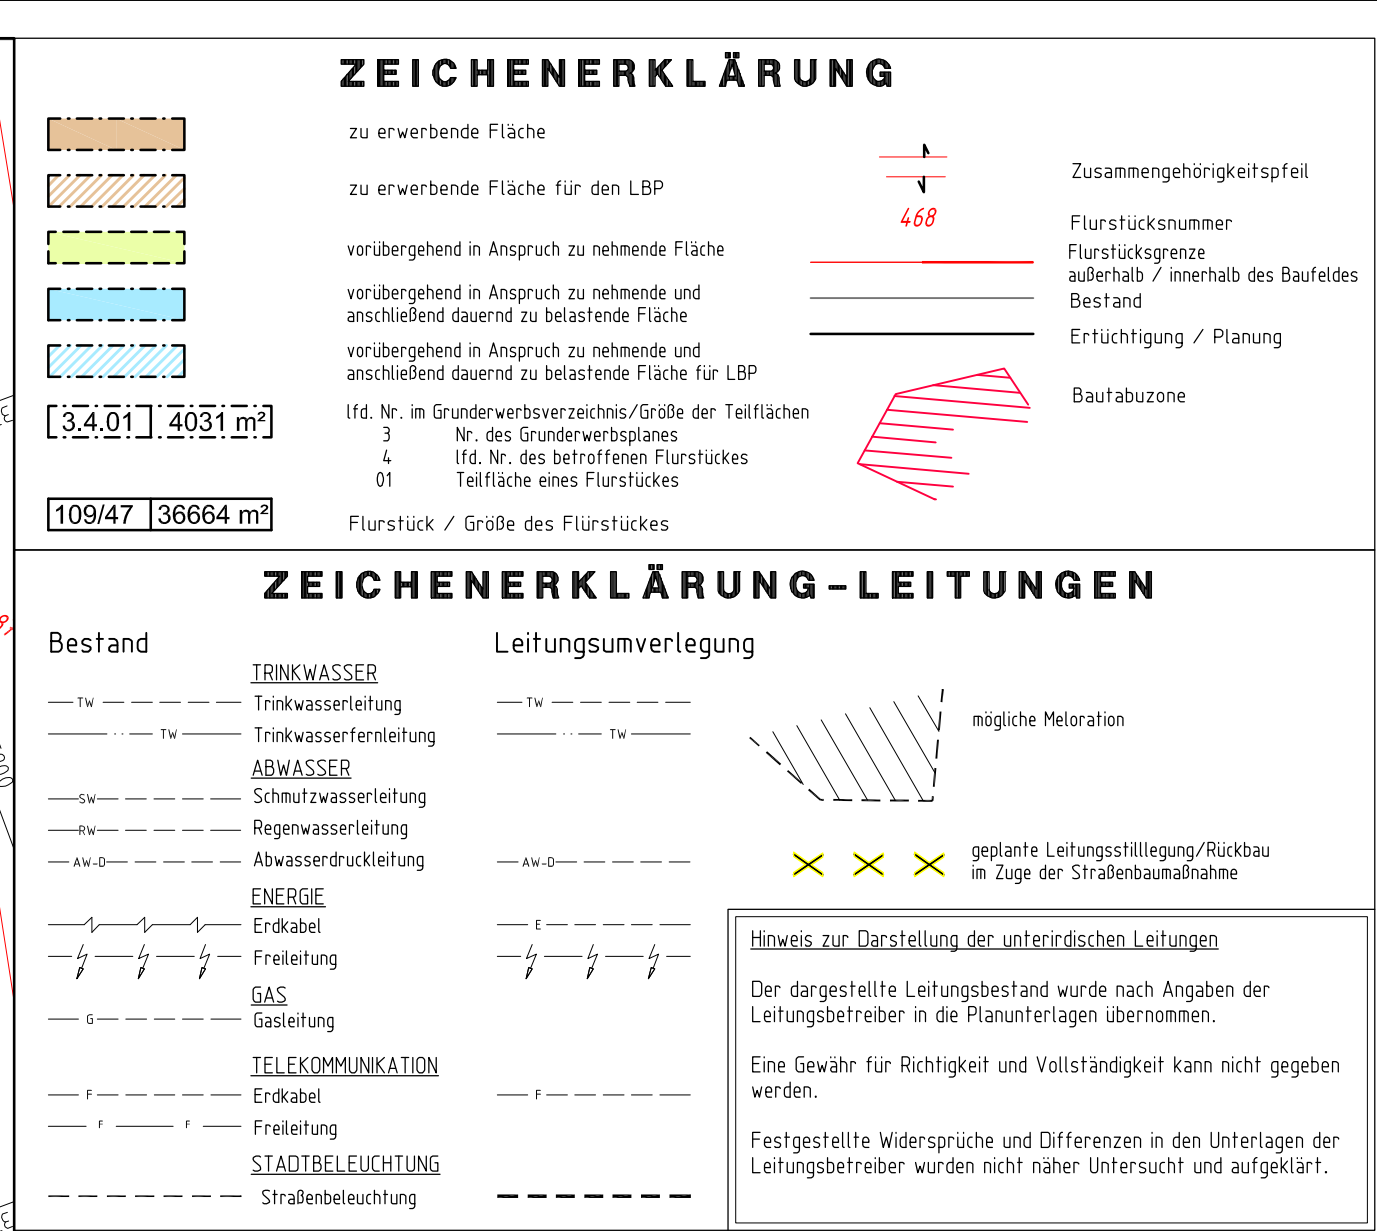 ZEICHENERKLÄRUNG
zu erwerbende Fläche
zu erwerbende Fläche für den LBP
vorübergehend in Anspruch zu nehmende Fläche
vorübergehend in Anspruch zu nehmende und
anschließend dauernd zu belastende Fläche
vorübergehend in Anspruch zu nehmende und
anschließend dauernd zu belastende Fläche für LBP
3.4.01 4031 m²
lfd. Nr. im Grunderwerbsverzeichnis/Größe der Teilflächen
3 Nr. des Grunderwerbsplanes
4 lfd. Nr. des betroffenen Flurstückes
01 Teilfläche eines Flurstückes
109/47 36664 m²
Flurstück / Größe des Flürstückes
Zusammengehörigkeitspfeil
468
Flurstücksnummer
Flurstücksgrenze
außerhalb / innerhalb des Baufeldes
Bestand
Ertüchtigung / Planung
Bautabuzone
ZEICHENERKLÄRUNG-LEITUNGEN
Bestand
Leitungsumverlegung
TRINKWASSER
TW Trinkwasserleitung TW
TW Trinkwasserfernleitung TW
ABWASSER
SW Schmutzwasserleitung
RW Regenwasserleitung
AW-D Abwasserdruckleitung AW-D
ENERGIE
Erdkabel E
Freileitung
GAS
G Gasleitung
TELEKOMMUNIKATION
F Erdkabel F
F F Freileitung
STADTBELEUCHTUNG
Straßenbeleuchtung
mögliche Meloration
geplante Leitungsstilllegung/Rückbau
im Zuge der Straßenbaumaßnahme
Hinweis zur Darstellung der unterirdischen Leitungen
Der dargestellte Leitungsbestand wurde nach Angaben der
Leitungsbetreiber in die Planunterlagen übernommen.
Eine Gewähr für Richtigkeit und Vollständigkeit kann nicht gegeben
werden.
Festgestellte Widersprüche und Differenzen in den Unterlagen der
Leitungsbetreiber wurden nicht näher Untersucht und aufgeklärt.